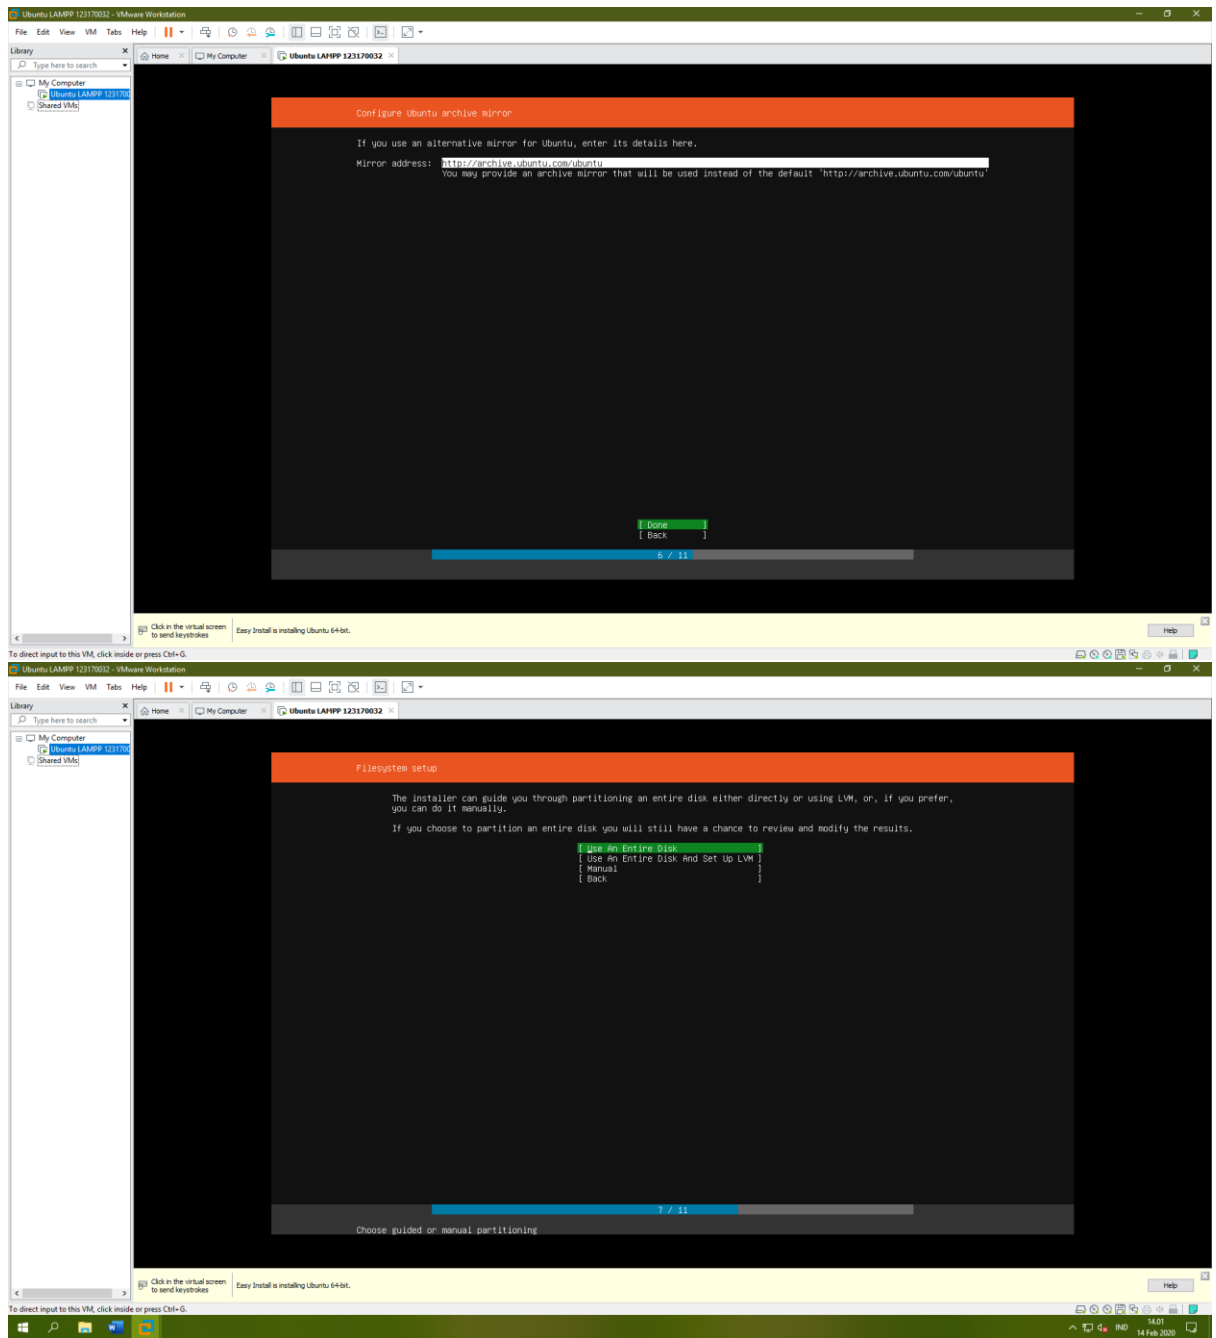 Ubuntu LAMPP 123170032 - VMware Workstation
File Edit View VM Tabs Help
Library
Type here to search
Home
My Computer
Ubuntu LAMPP 123170032
My Computer
Ubuntu LAMPP 1231700
Shared VMs
Configure Ubuntu archive mirror
If you use an alternative mirror for Ubuntu, enter its details here.
Mirror address: http://archive.ubuntu.com/ubuntu
You may provide an archive mirror that will be used instead of the default 'http://archive.ubuntu.com/ubuntu'
[ Done ]
[ Back ]
6 / 11
Click in the virtual screen
to send keystrokes
Easy Install is installing Ubuntu 64-bit.
Help
To direct input to this VM, click inside or press Ctrl+G.
Ubuntu LAMPP 123170032 - VMware Workstation
File Edit View VM Tabs Help
Library
Type here to search
Home
My Computer
Ubuntu LAMPP 123170032
My Computer
Ubuntu LAMPP 1231700
Shared VMs
Filesystem setup
The installer can guide you through partitioning an entire disk either directly or using LVM, or, if you prefer,
you can do it manually.
If you choose to partition an entire disk you will still have a chance to review and modify the results.
[ Use An Entire Disk ]
[ Use An Entire Disk And Set Up LVM ]
[ Manual ]
[ Back ]
7 / 11
Choose guided or manual partitioning
Click in the virtual screen
to send keystrokes
Easy Install is installing Ubuntu 64-bit.
Help
To direct input to this VM, click inside or press Ctrl+G.
IND
14.01
14 Feb 2020